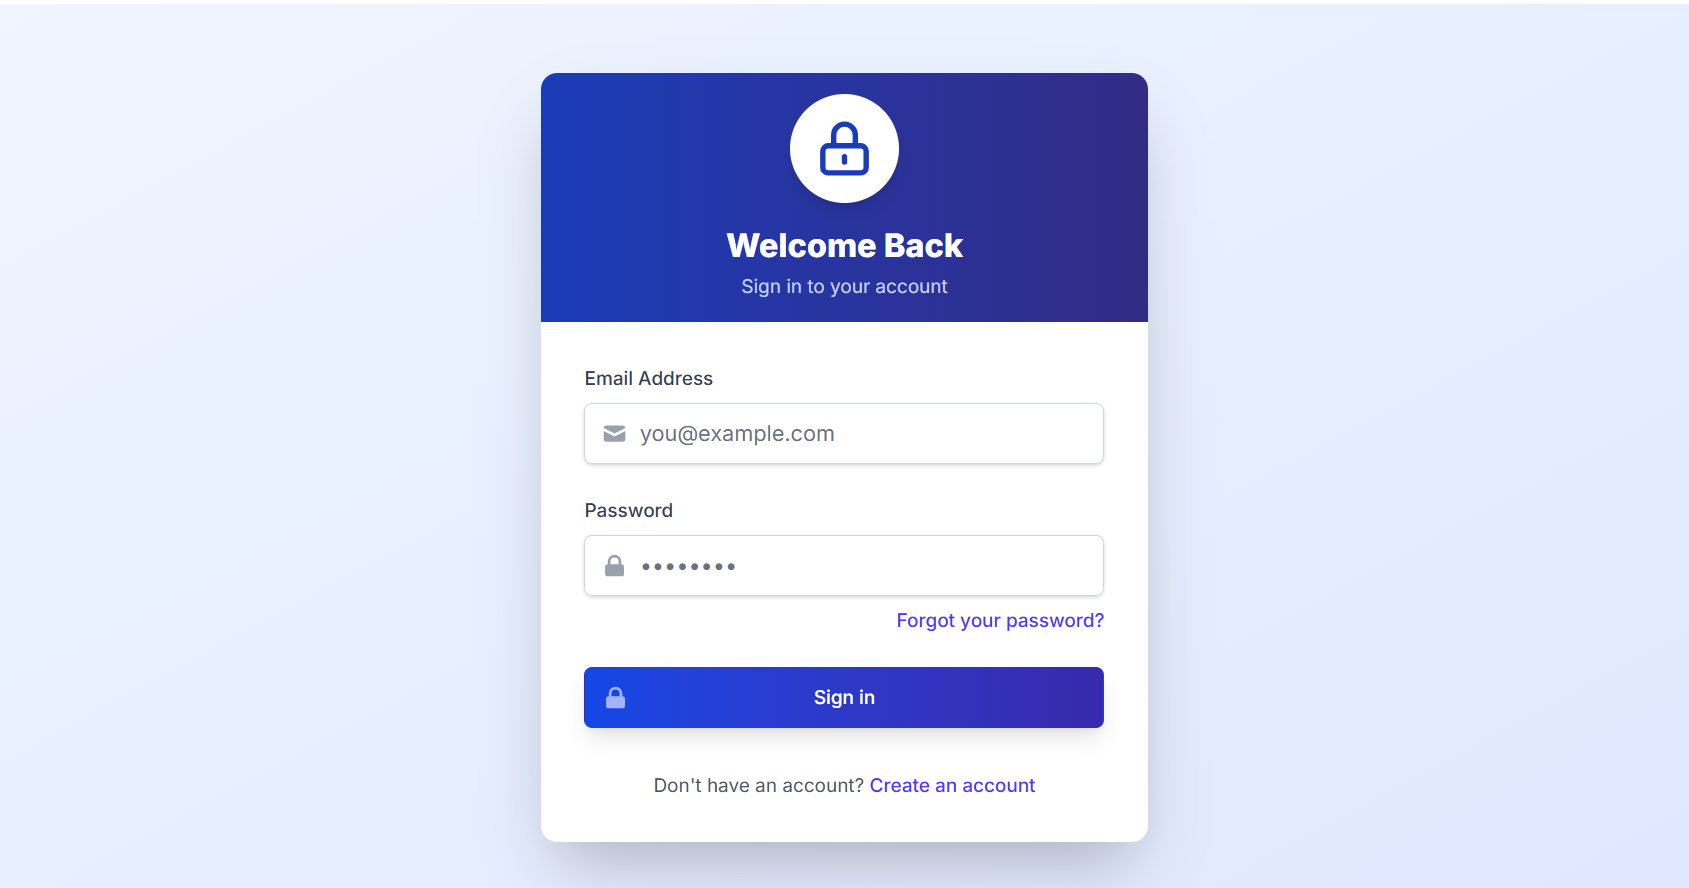 Welcome Back
Sign in to your account
Email Address
you@example.com
Password
••••••••
Forgot your password?
Sign in
Don't have an account? Create an account